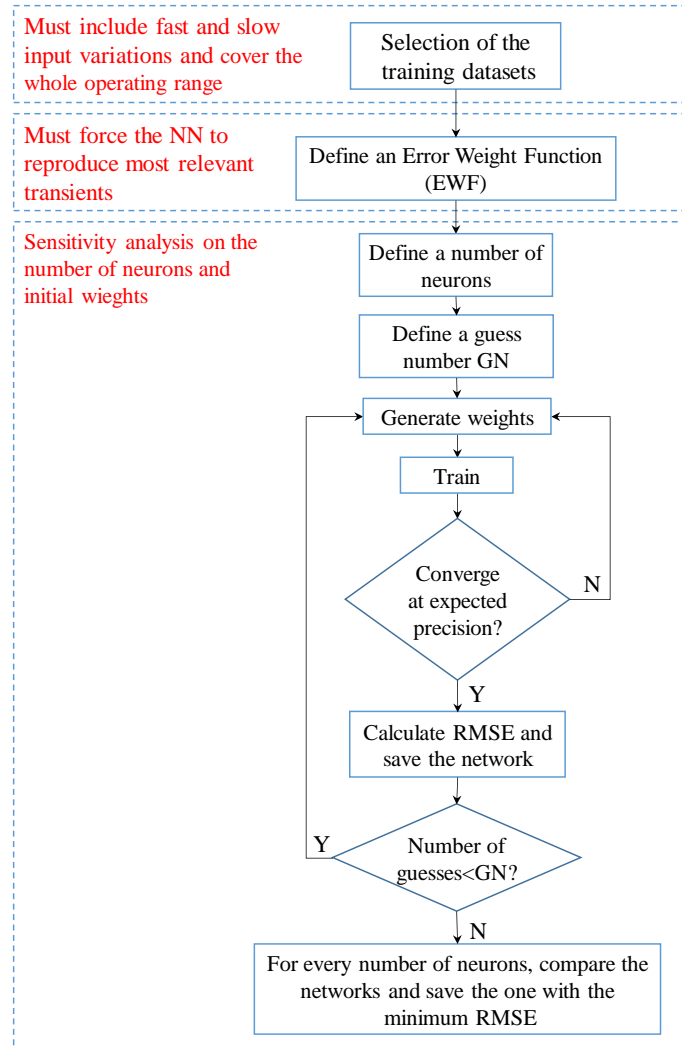 Must include fast and slow
input variations and cover the
whole operating range
Selection of the
training datasets
Must force the NN to
reproduce most relevant
transients
Define an Error Weight Function
(EWF)
Sensitivity analysis on the
number of neurons and
initial wieghts
Define a number of
neurons
Define a guess
number GN
Generate weights
Train
Converge
at expected
precision?
N
Y
Calculate RMSE and
save the network
Number of
guesses<GN?
Y
N
For every number of neurons, compare the
networks and save the one with the
minimum RMSE